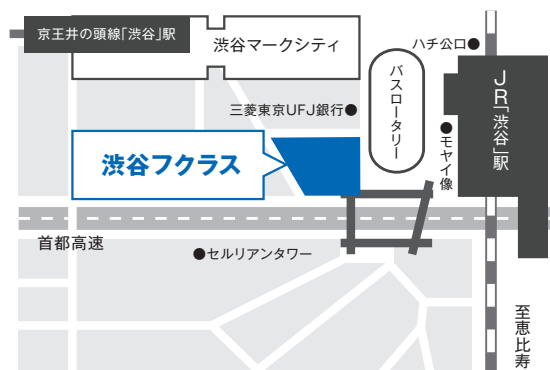 京王井の頭線「渋谷」駅
渋谷マークシティ
ハチ公口
バスロータリー
JR「渋谷」駅
三菱東京UFJ銀行
モヤイ像
渋谷フクラス
首都高速
セルリアンタワー
至恵比寿